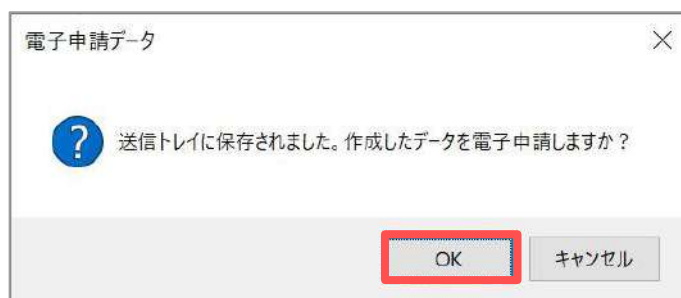 電子申請データ
送信トレイに保存されました。作成したデータを電子申請しますか？
OK
キャンセル